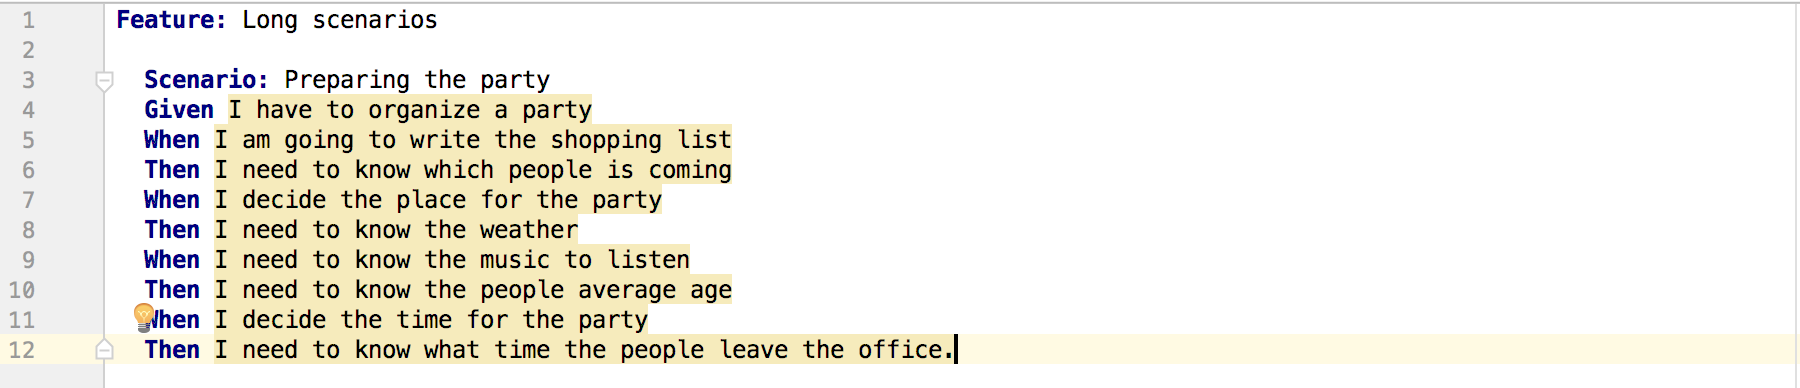 1 Feature: Long scenarios
2
3 Scenario: Preparing the party
4 Given I have to organize a party
5 When I am going to write the shopping list
6 Then I need to know which people is coming
7 When I decide the place for the party
8 Then I need to know the weather
9 When I need to know the music to listen
10 Then I need to know the people average age
11 When I decide the time for the party
12 Then I need to know what time the people leave the office.